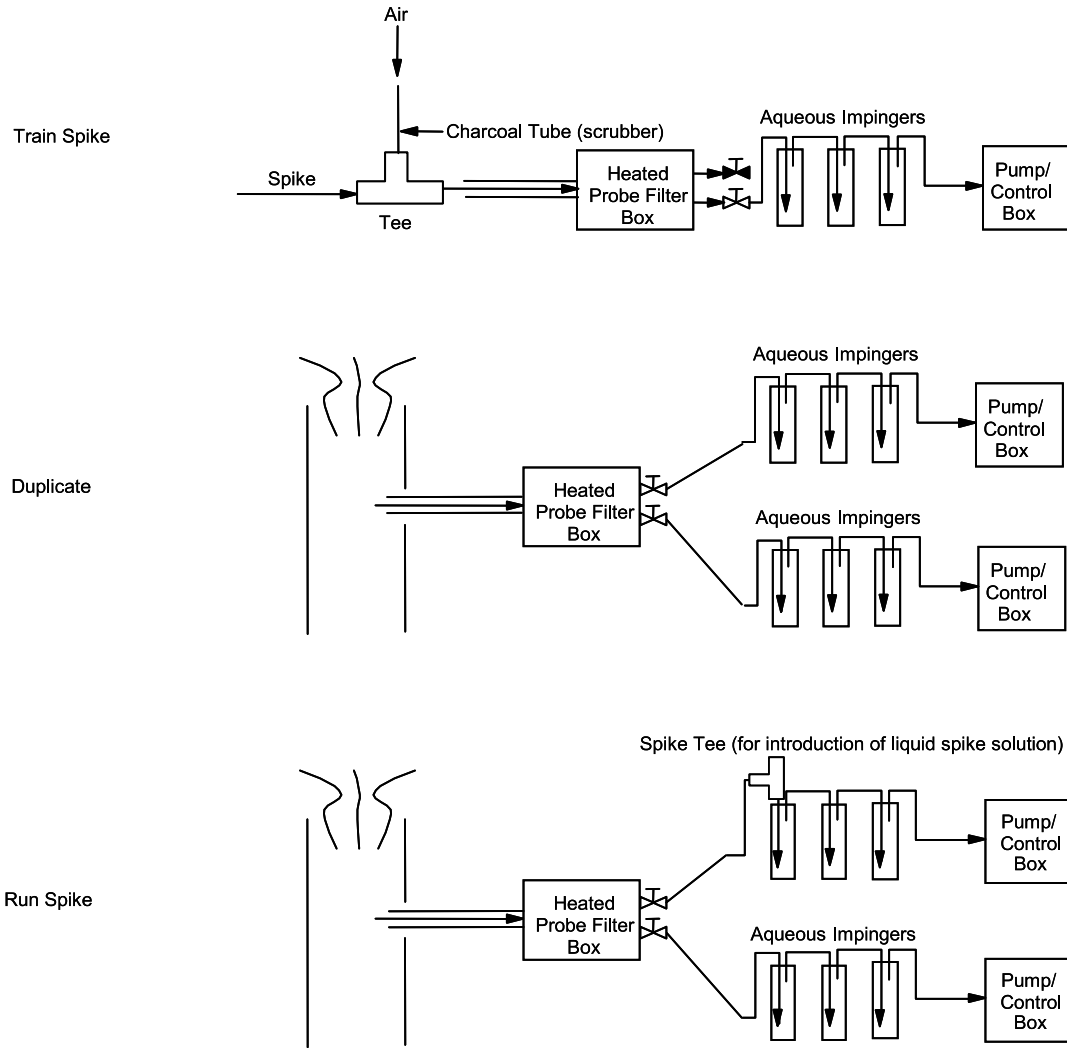 Air
Train Spike
Charcoal Tube (scrubber)
Aqueous Impingers
Spike
Tee
Heated
Probe Filter
Box
Pump/
Control
Box
Duplicate
Heated
Probe Filter
Box
Aqueous Impingers
Pump/
Control
Box
Aqueous Impingers
Pump/
Control
Box
Run Spike
Spike Tee (for introduction of liquid spike solution)
Heated
Probe Filter
Box
Pump/
Control
Box
Aqueous Impingers
Pump/
Control
Box